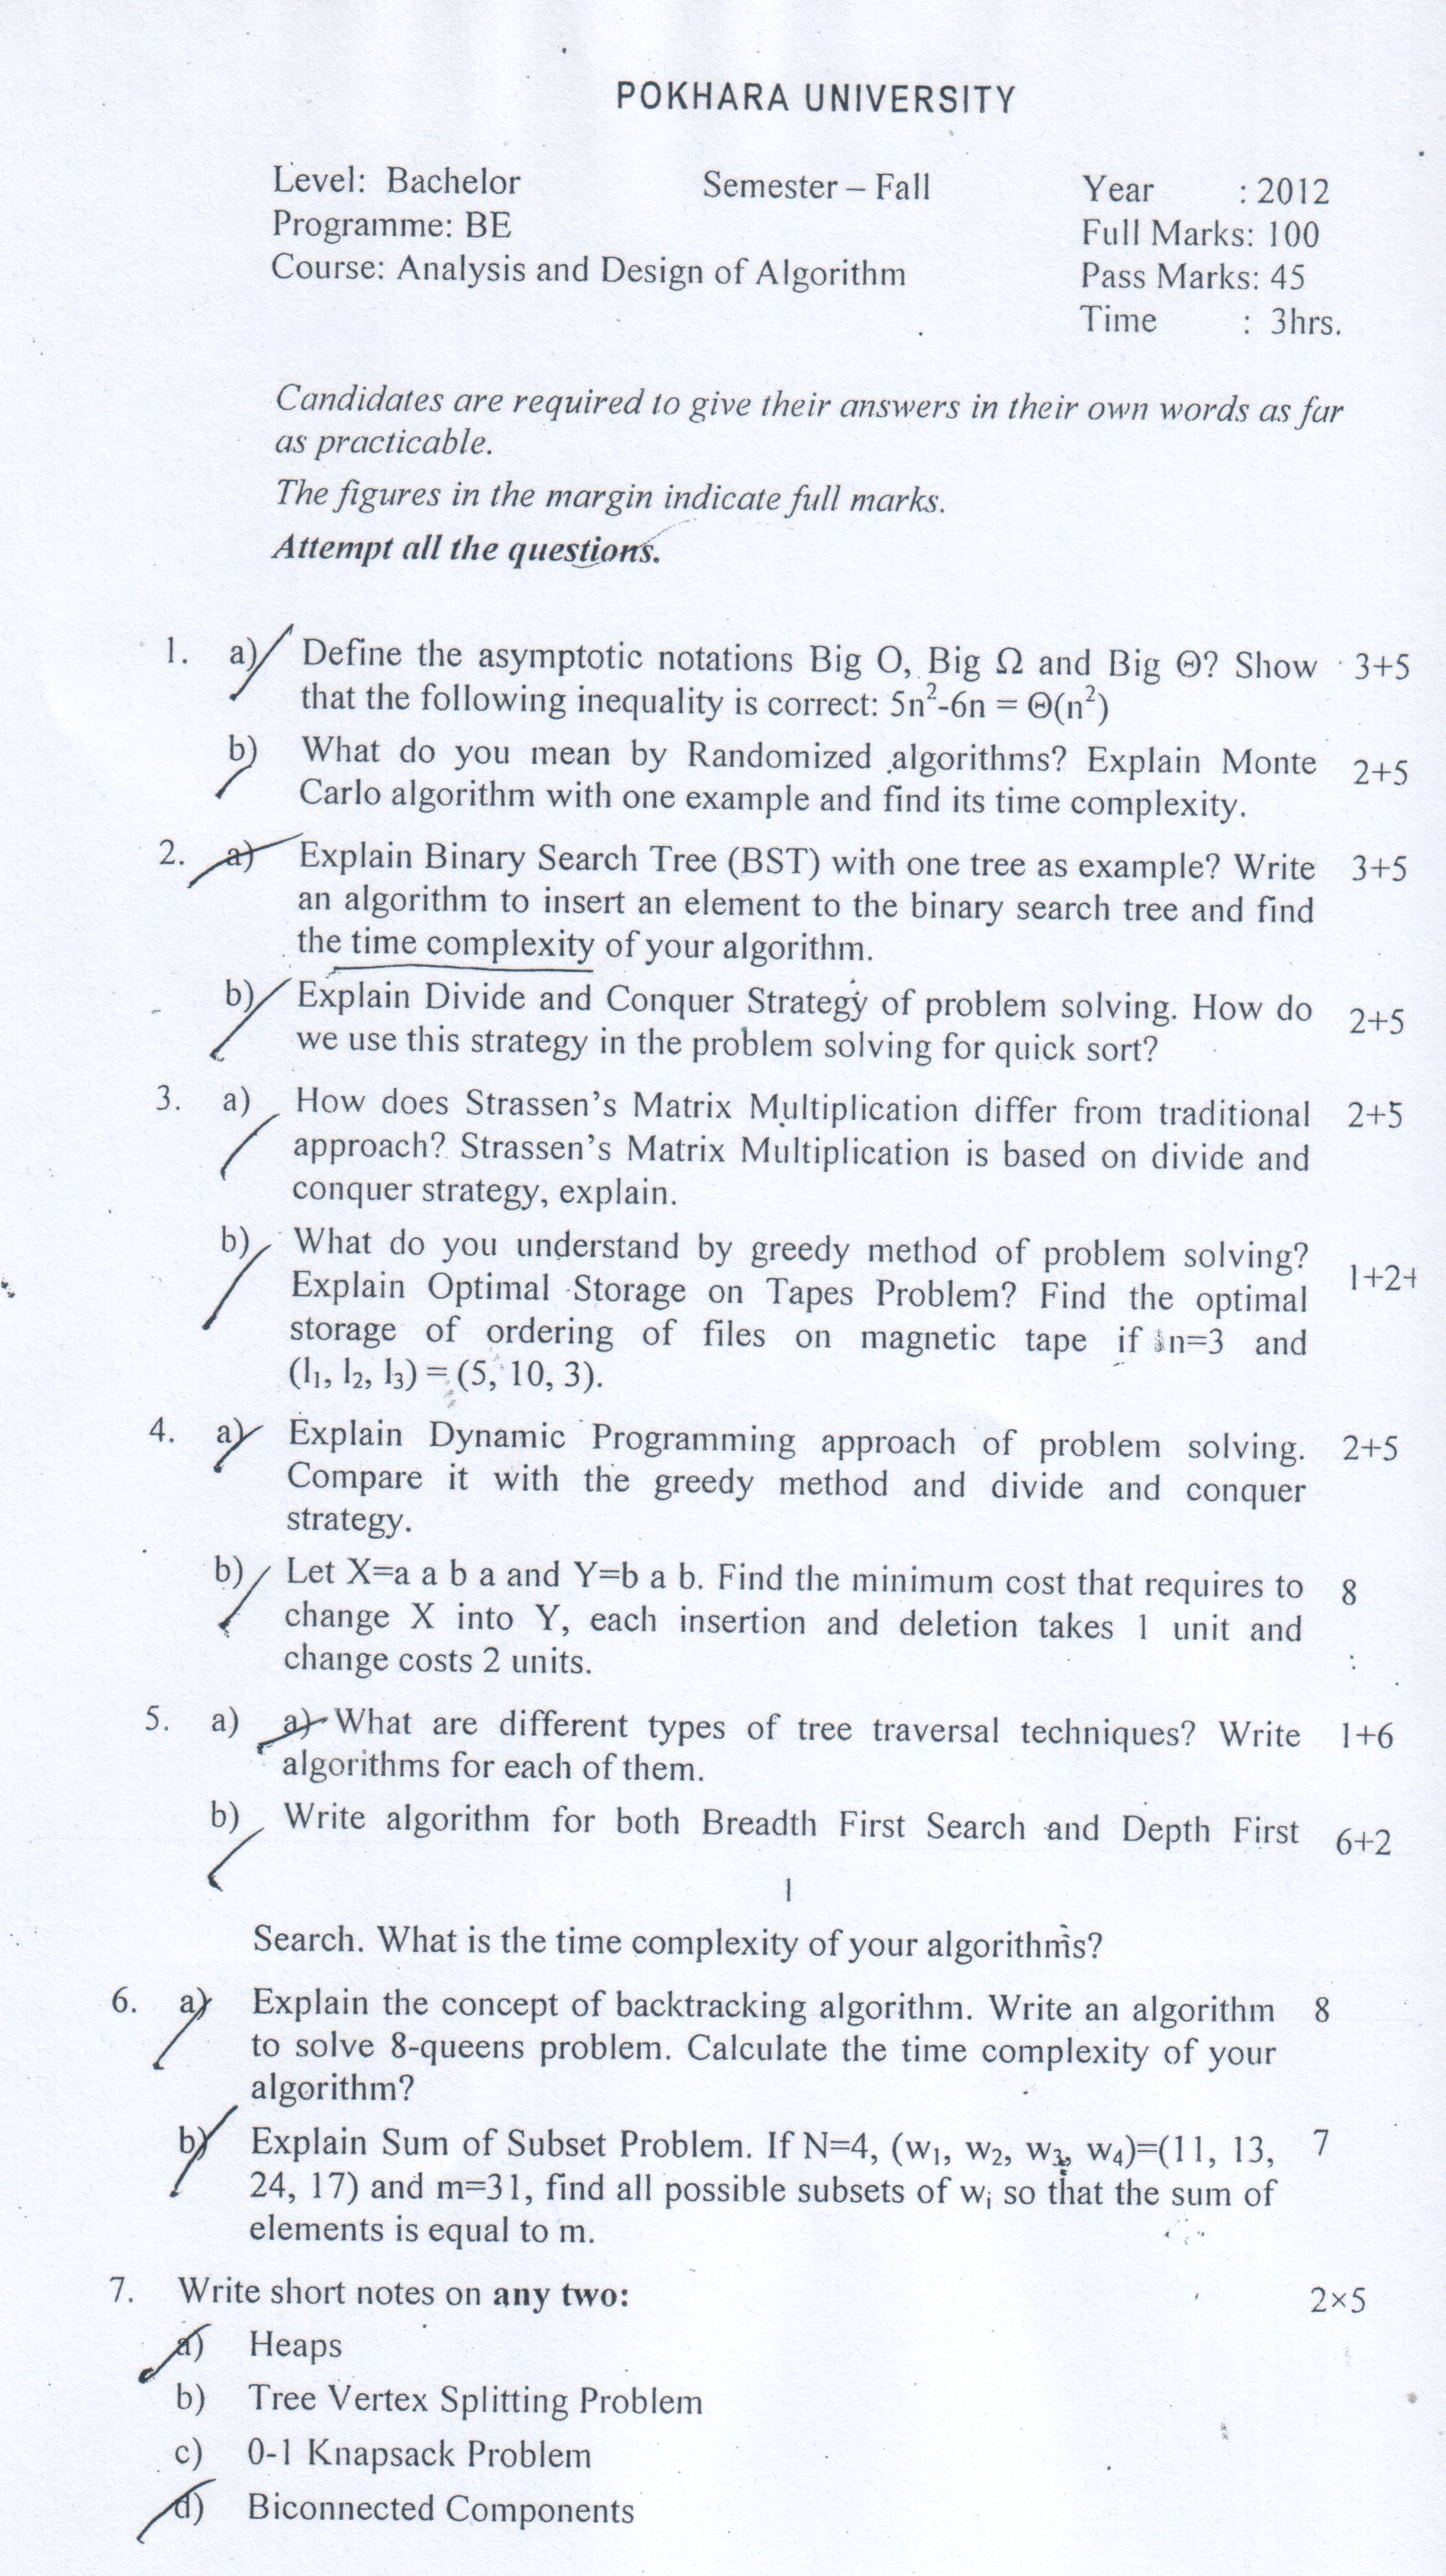 POKHARA UNIVERSITY
Level: Bachelor Semester – Fall Year : 2012
Programme: BE Full Marks: 100
Course: Analysis and Design of Algorithm Pass Marks: 45
Time : 3hrs.
Candidates are required to give their answers in their own words as far
as practicable.
The figures in the margin indicate full marks.
Attempt all the questions.
1. a) Define the asymptotic notations Big O, Big Ω and Big Θ? Show 3+5
that the following inequality is correct: 5n²-6n = Θ(n²)
b) What do you mean by Randomized algorithms? Explain Monte 2+5
Carlo algorithm with one example and find its time complexity.
2. a) Explain Binary Search Tree (BST) with one tree as example? Write 3+5
an algorithm to insert an element to the binary search tree and find
the time complexity of your algorithm.
b) Explain Divide and Conquer Strategy of problem solving. How do 2+5
we use this strategy in the problem solving for quick sort?
3. a) How does Strassen's Matrix Multiplication differ from traditional 2+5
approach? Strassen's Matrix Multiplication is based on divide and
conquer strategy, explain.
b) What do you understand by greedy method of problem solving?
Explain Optimal Storage on Tapes Problem? Find the optimal 1+2+
storage of ordering of files on magnetic tape if n=3 and
(l₁, l₂, l₃) = (5, 10, 3).
4. a) Explain Dynamic Programming approach of problem solving. 2+5
Compare it with the greedy method and divide and conquer
strategy.
b) Let X=a a b a and Y=b a b. Find the minimum cost that requires to 8
change X into Y, each insertion and deletion takes 1 unit and
change costs 2 units.
5. a) a) What are different types of tree traversal techniques? Write 1+6
algorithms for each of them.
b) Write algorithm for both Breadth First Search and Depth First 6+2
1
Search. What is the time complexity of your algorithms?
6. a) Explain the concept of backtracking algorithm. Write an algorithm 8
to solve 8-queens problem. Calculate the time complexity of your
algorithm?
b) Explain Sum of Subset Problem. If N=4, (w₁, w₂, w₃, w₄)=(11, 13, 7
24, 17) and m=31, find all possible subsets of wᵢ so that the sum of
elements is equal to m.
7. Write short notes on any two: 2×5
a) Heaps
b) Tree Vertex Splitting Problem
c) 0-1 Knapsack Problem
d) Biconnected Components